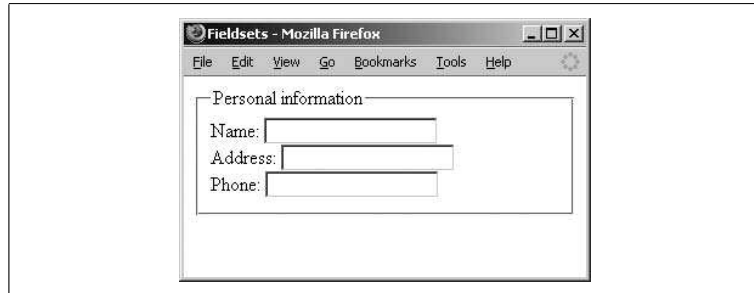 Fieldsets - Mozilla Firefox
File Edit View Go Bookmarks Tools Help
Personal information
Name:
Address:
Phone: